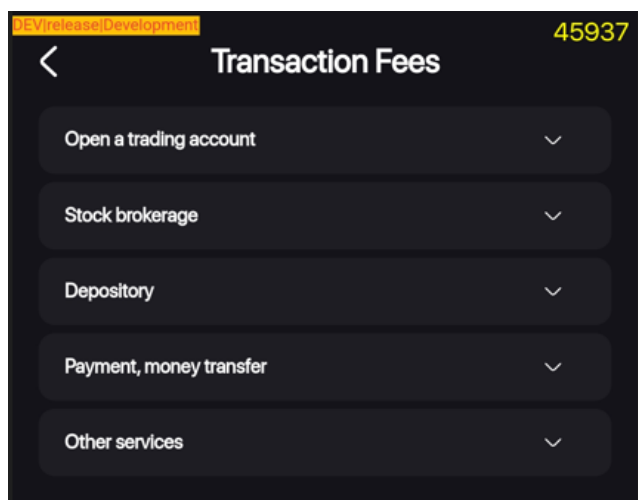 DEV|release|Development
45937
Transaction Fees
Open a trading account
Stock brokerage
Depository
Payment, money transfer
Other services